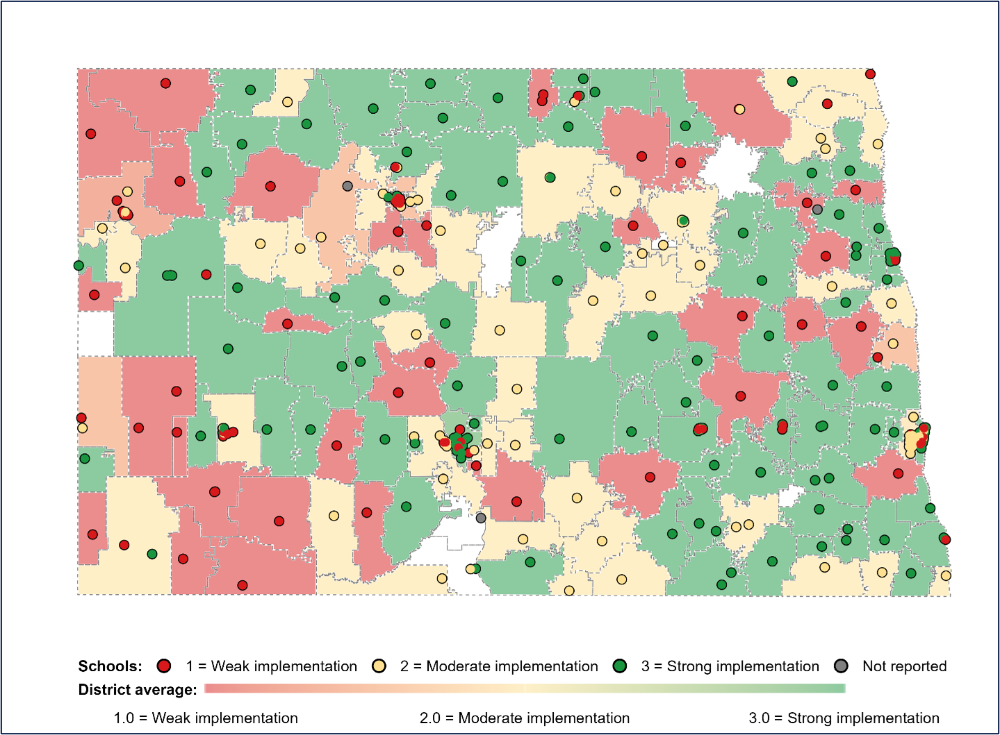 Schools: 1 = Weak implementation 2 = Moderate implementation 3 = Strong implementation Not reported
District average:
1.0 = Weak implementation 2.0 = Moderate implementation 3.0 = Strong implementation